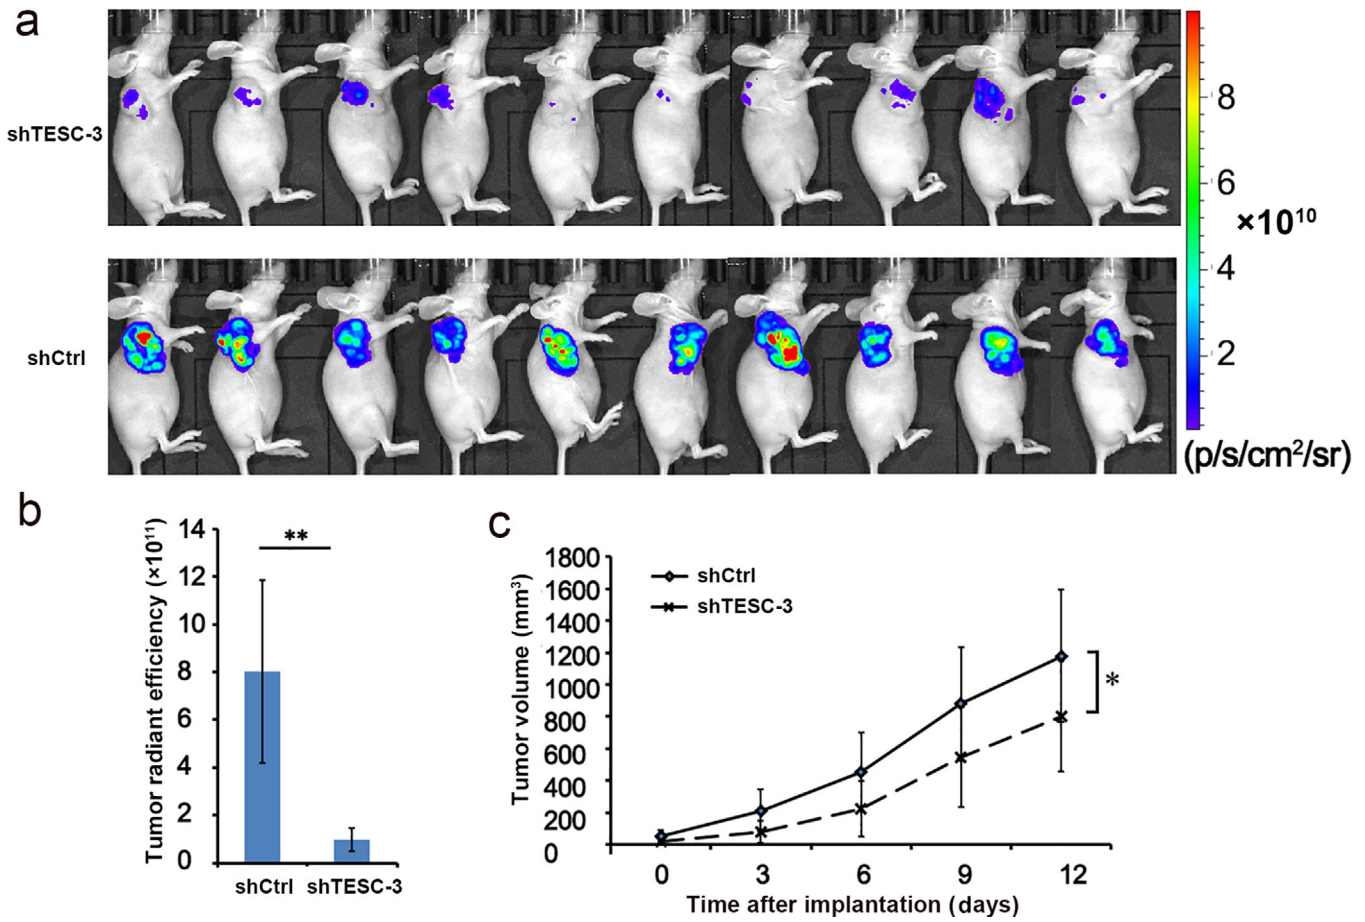 a
shTESC-3
8
6
×10¹⁰
4
2
shCtrl
(p/s/cm²/sr)
b
Tumor radiant efficiency (×10¹¹)
14
12
10
8
6
4
2
0
**
shCtrl
shTESC-3
c
Tumor volume (mm³)
1800
1600
1400
1200
1000
800
600
400
200
0
shCtrl
shTESC-3
*
0
3
6
9
12
Time after implantation (days)